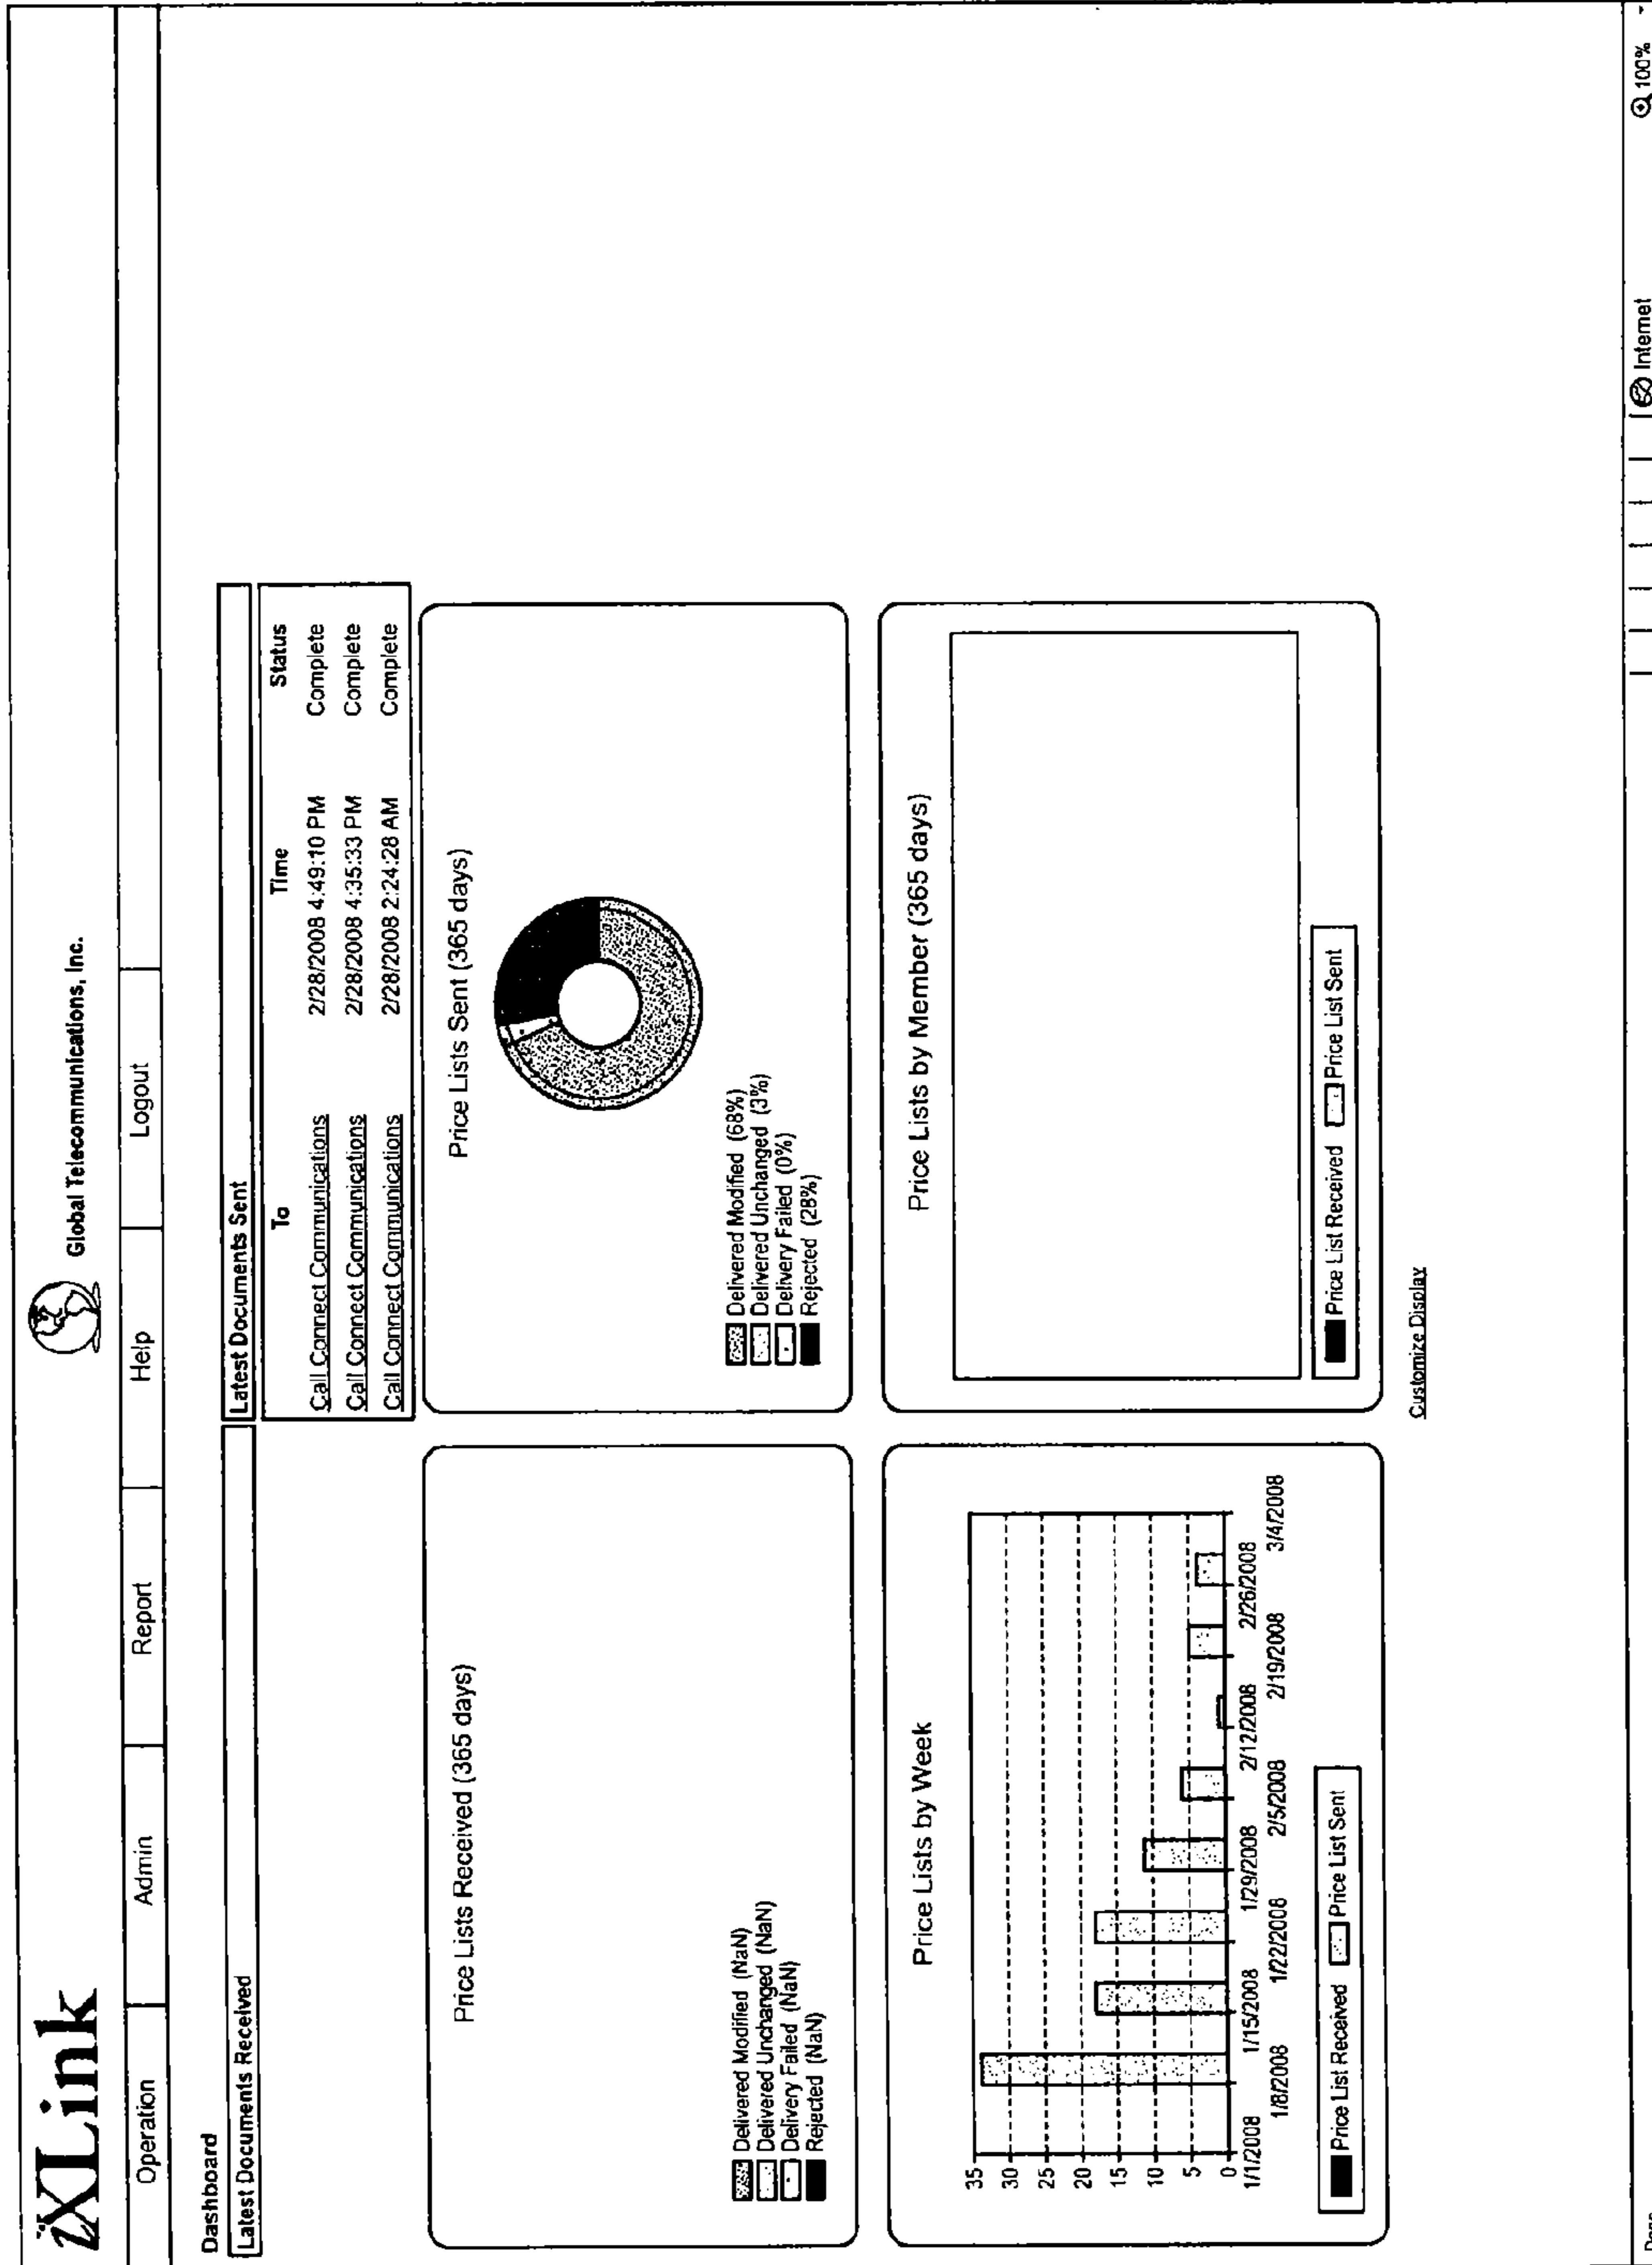 iXLink
Global Telecommunications, Inc.
Operation Admin Report Help Logout
Dashboard
Latest Documents Received
Latest Documents Sent
To Time Status
Call Connect Communications 2/28/2008 4:49:10 PM Complete
Call Connect Communications 2/28/2008 4:35:33 PM Complete
Call Connect Communications 2/28/2008 2:24:28 AM Complete
Price Lists Received (365 days)
Delivered Modified (NaN)
Delivered Unchanged (NaN)
Delivery Failed (NaN)
Rejected (NaN)
Price Lists Sent (365 days)
Delivered Modified (68%)
Delivered Unchanged (3%)
Delivery Failed (0%)
Rejected (28%)
Price Lists by Week
35
30
25
20
15
10
5
0
1/1/2008 1/15/2008 1/29/2008 2/12/2008 2/26/2008
1/8/2008 1/22/2008 2/5/2008 2/19/2008 3/4/2008
Price List Received Price List Sent
Price Lists by Member (365 days)
Price List Received Price List Sent
Customize Display
Internet 100%